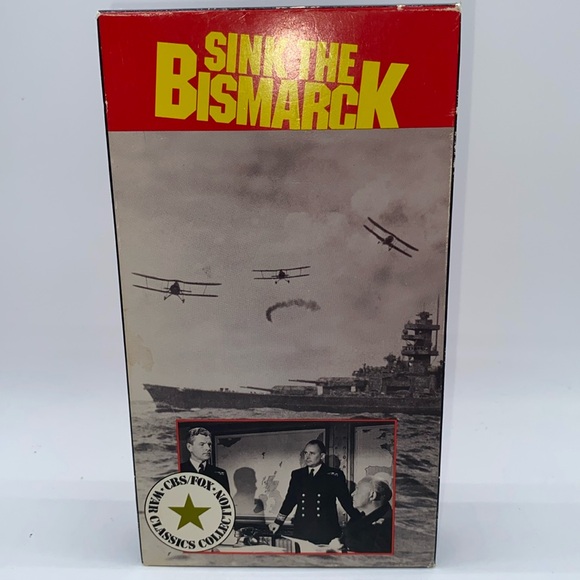 SINK THE
BISMARCK
CBS/FOX
WAR CLASSICS COLLECTION